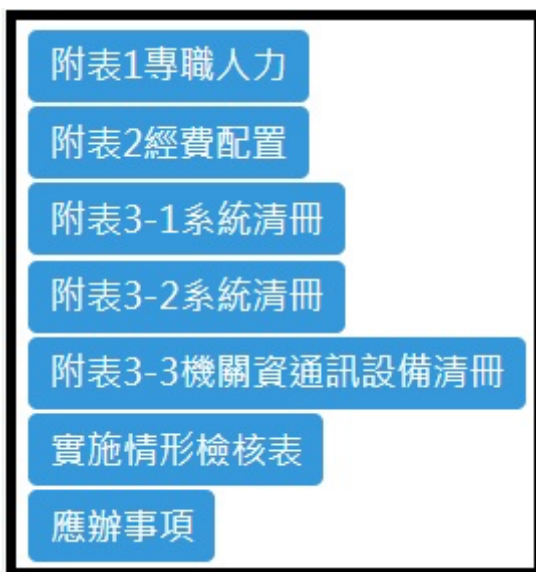 附表1專職人力
附表2經費配置
附表3-1系統清冊
附表3-2系統清冊
附表3-3機關資通訊設備清冊
實施情形檢核表
應辦事項